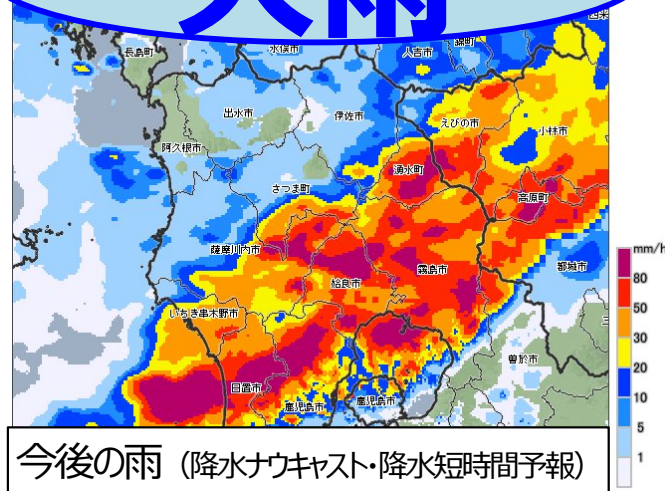 大雨
水俣市
人吉市
錦町
長島町
出水市
伊佐市
えびの市
小林市
阿久根市
湧水町
さつま町
高原町
薩摩川内市
霧島市
都城市
姶良市
いちき串木野市
曽於市
日置市
鹿児島市
鹿児島市
mm/h
80
50
30
20
10
5
1
今後の雨（降水ナウキャスト・降水短時間予報）